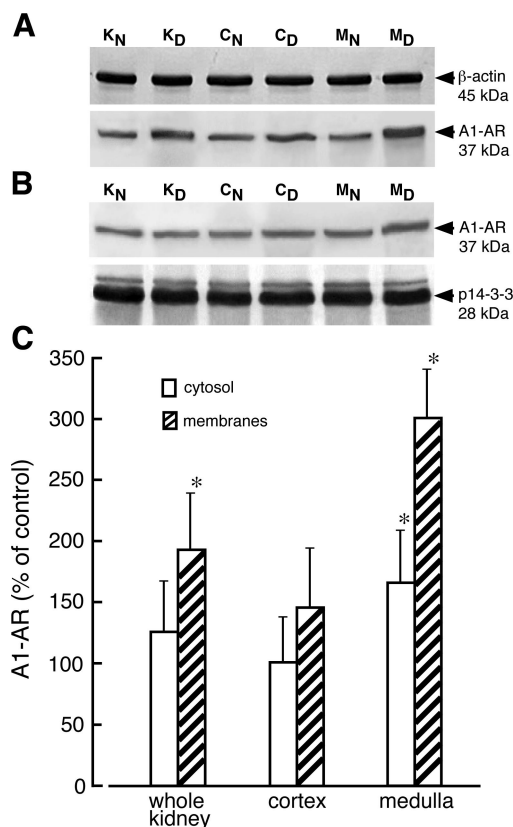 A
K_N K_D C_N C_D M_N M_D
β-actin
45 kDa
A1-AR
37 kDa
B
K_N K_D C_N C_D M_N M_D
A1-AR
37 kDa
p14-3-3
28 kDa
C
350
300
250
200
150
100
50
0
A1-AR (% of control)
cytosol
membranes
*
*
*
whole kidney
cortex
medulla